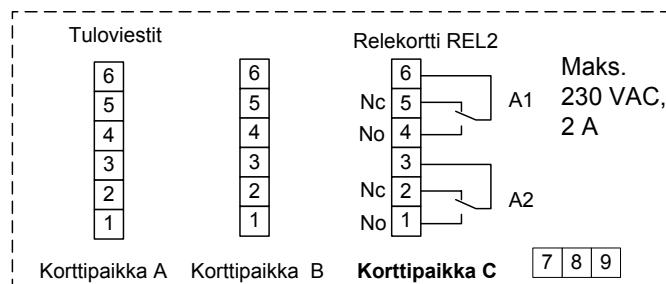 Tuloviestit
6
5
4
3
2
1
Korttipaikka A
6
5
4
3
2
1
Korttipaikka B
Relekortti REL2
6
Nc 5
No 4
3
Nc 2
No 1
A1
A2
Korttipaikka C
Maks.
230 VAC,
2 A
7 8 9